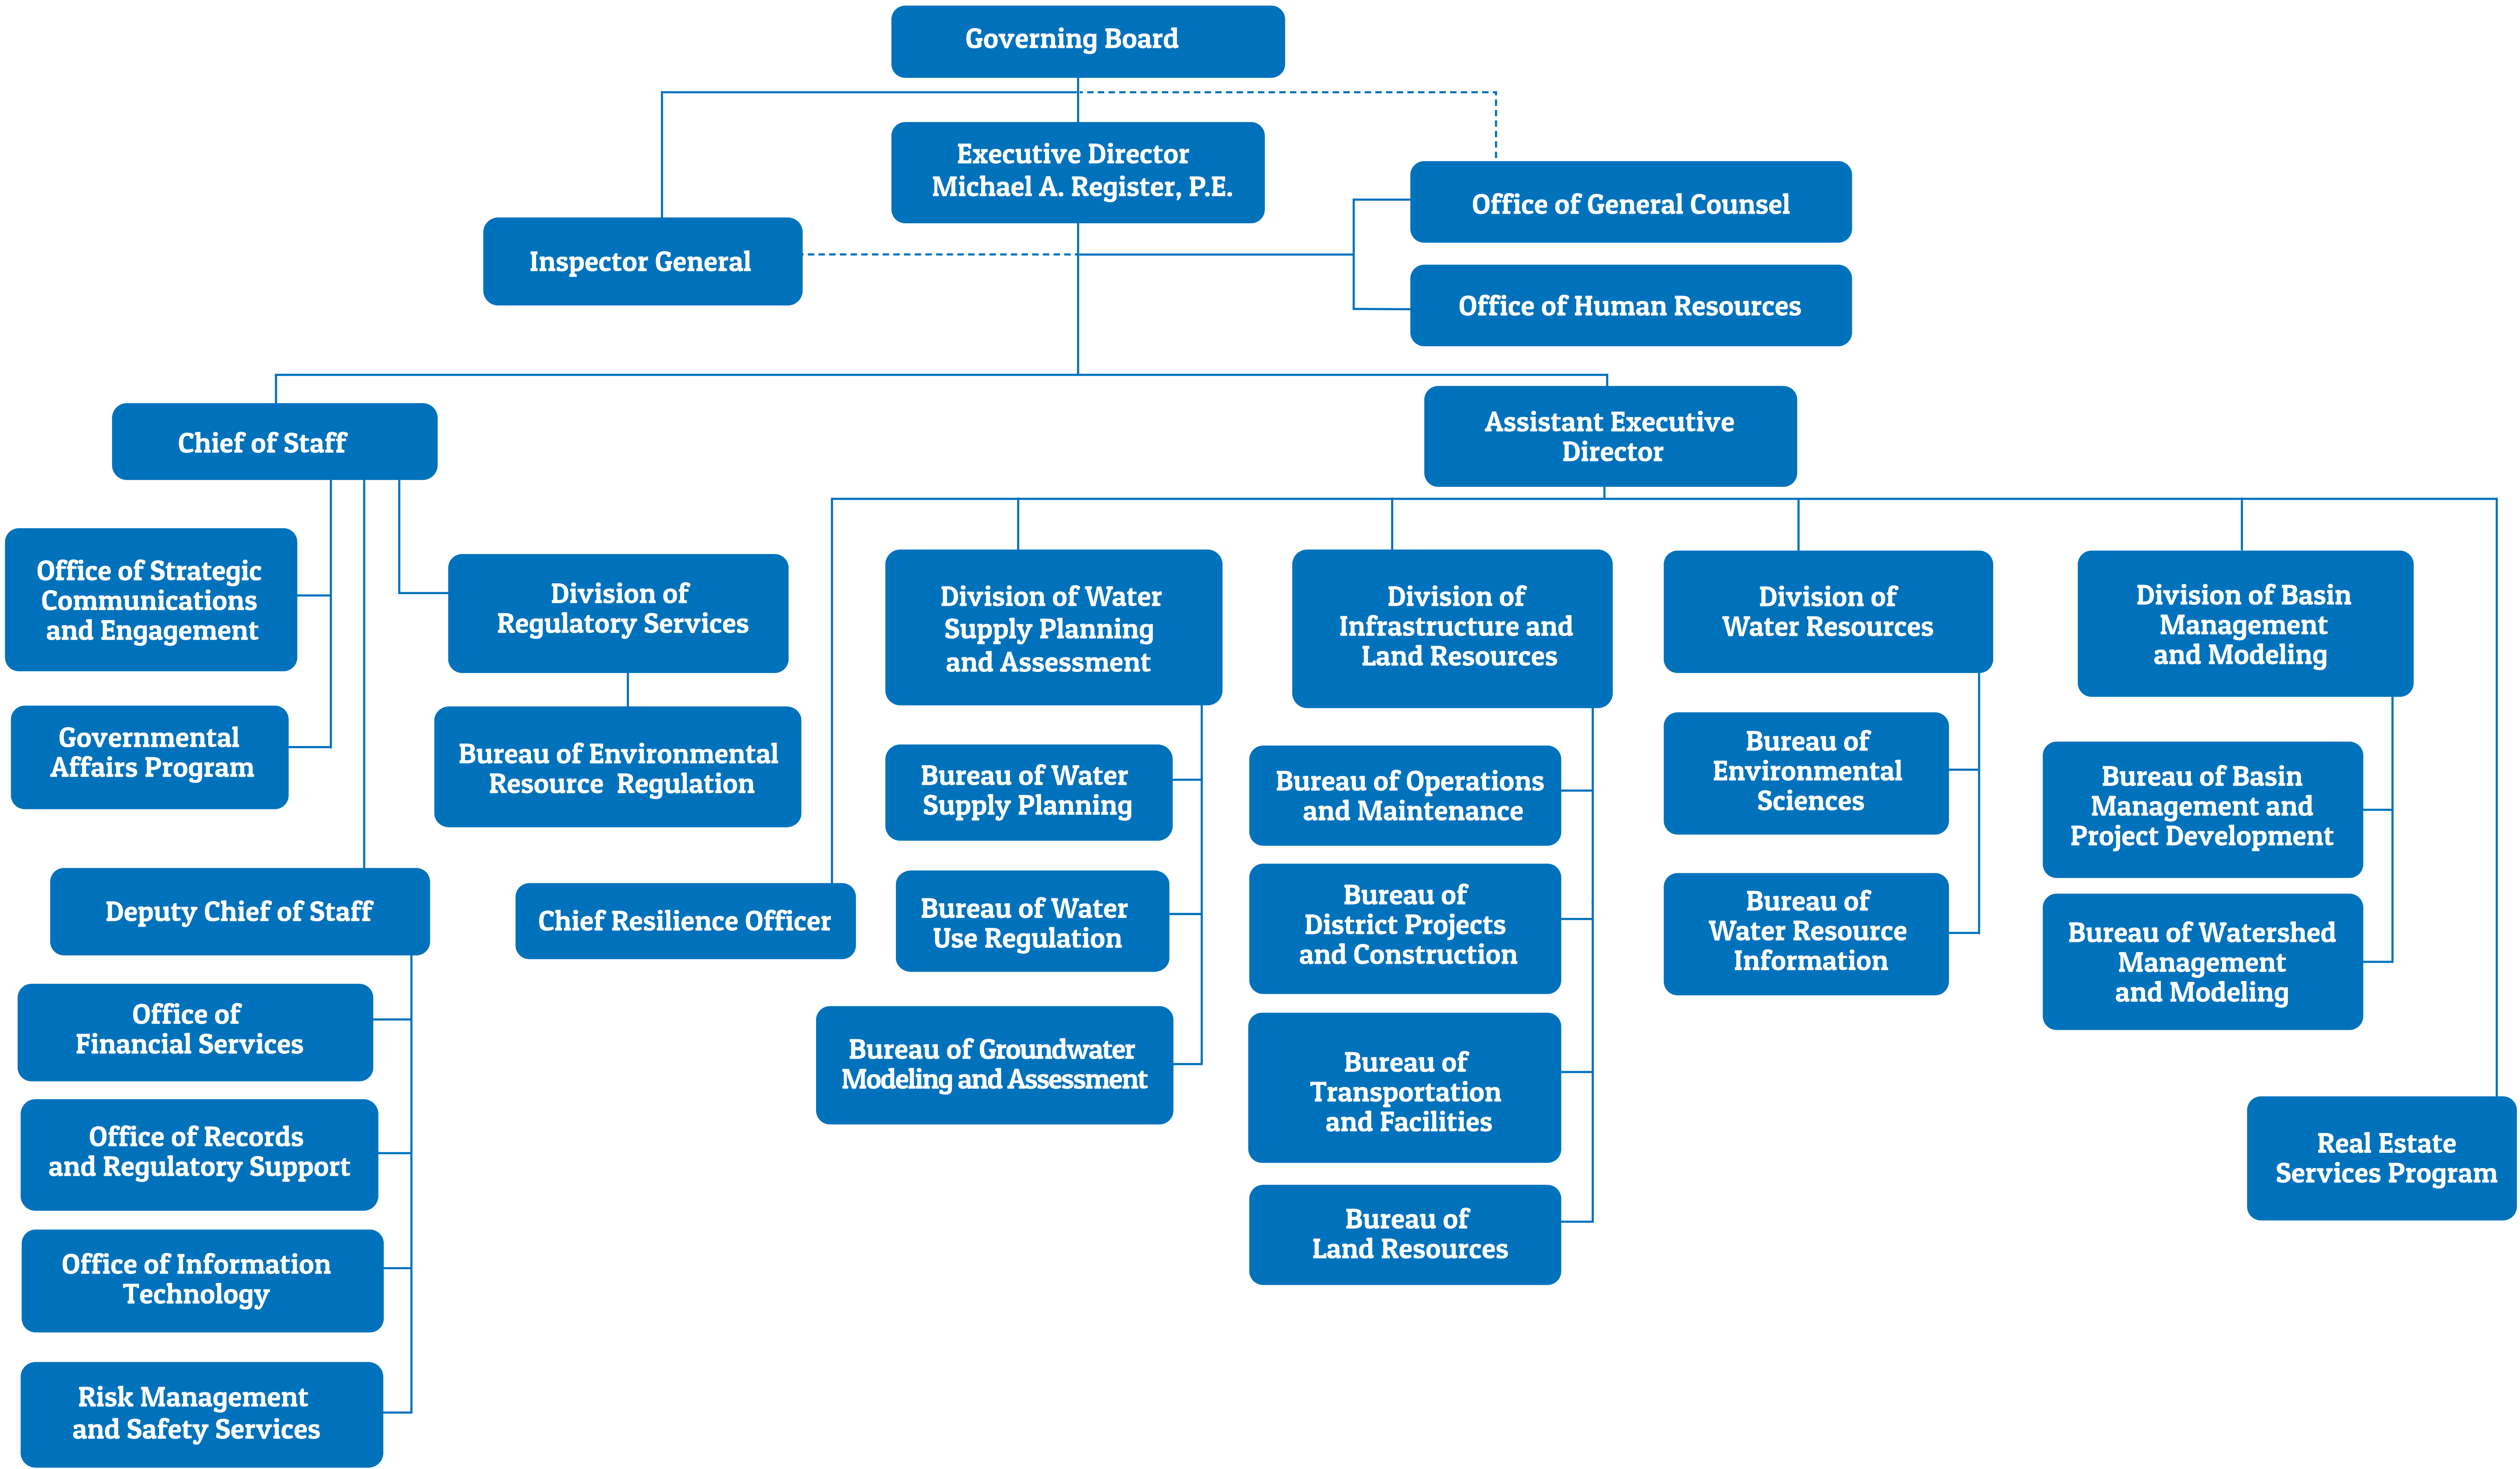 Governing Board
Executive Director
Michael A. Register, P.E.
Office of General Counsel
Inspector General
Office of Human Resources
Chief of Staff
Assistant Executive
Director
Office of Strategic
Communications
and Engagement
Division of
Regulatory Services
Division of Water
Supply Planning
and Assessment
Division of
Infrastructure and
Land Resources
Division of
Water Resources
Division of Basin
Management
and Modeling
Governmental
Affairs Program
Bureau of Environmental
Resource  Regulation
Bureau of Water
Supply Planning
Bureau of Operations
and Maintenance
Bureau of
Environmental
Sciences
Bureau of Basin
Management and
Project Development
Deputy Chief of Staff
Chief Resilience Officer
Bureau of Water
Use Regulation
Bureau of
District Projects
and Construction
Bureau of
Water Resource
Information
Bureau of Watershed
Management
and Modeling
Office of
Financial Services
Bureau of Groundwater
Modeling and Assessment
Bureau of
Transportation
and Facilities
Office of Records
and Regulatory Support
Real Estate
Services Program
Bureau of
Land Resources
Office of Information
Technology
Risk Management
and Safety Services